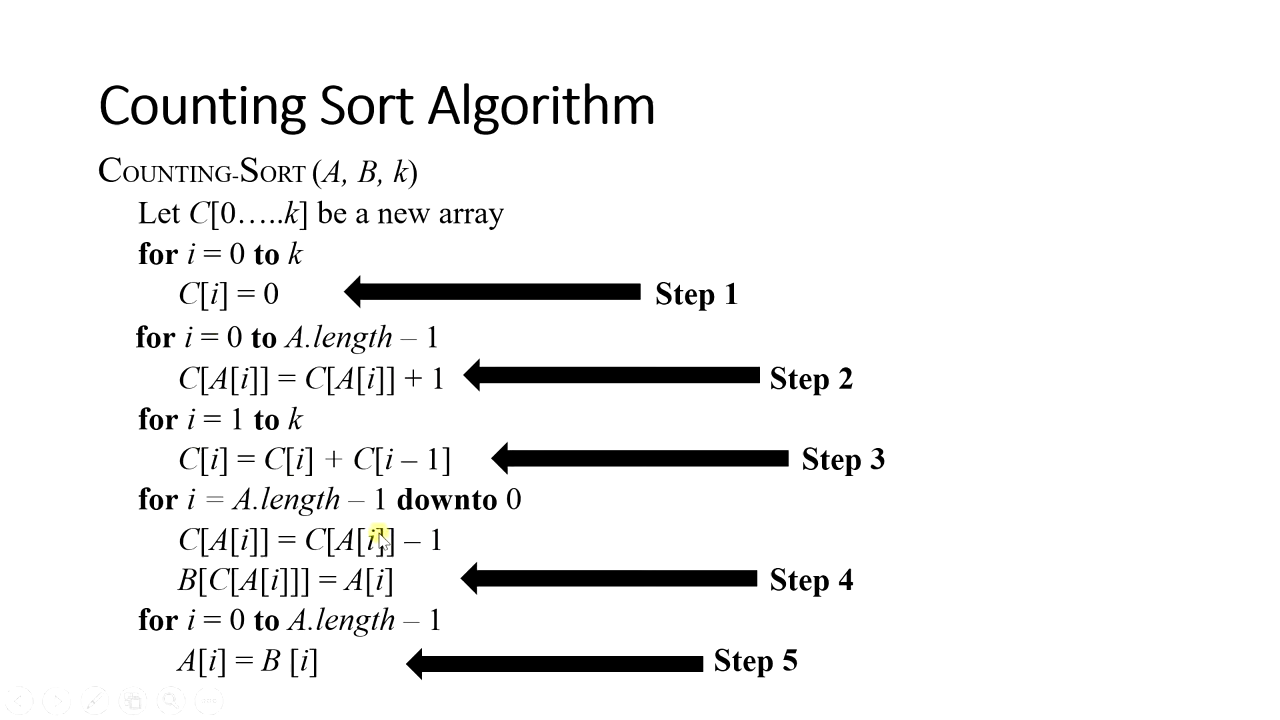 Counting Sort Algorithm
COUNTING-SORT (A, B, k)
Let C[0…..k] be a new array
for i = 0 to k
C[i] = 0 Step 1
for i = 0 to A.length – 1
C[A[i]] = C[A[i]] + 1 Step 2
for i = 1 to k
C[i] = C[i] + C[i – 1] Step 3
for i = A.length – 1 downto 0
C[A[i]] = C[A[i]] – 1
B[C[A[i]]] = A[i] Step 4
for i = 0 to A.length – 1
A[i] = B [i] Step 5